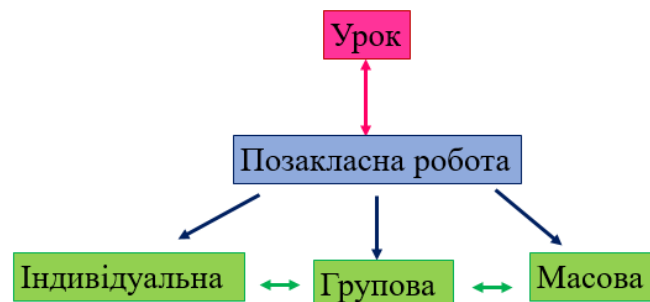 Урок
Позакласна робота
Індивідуальна
Групова
Масова